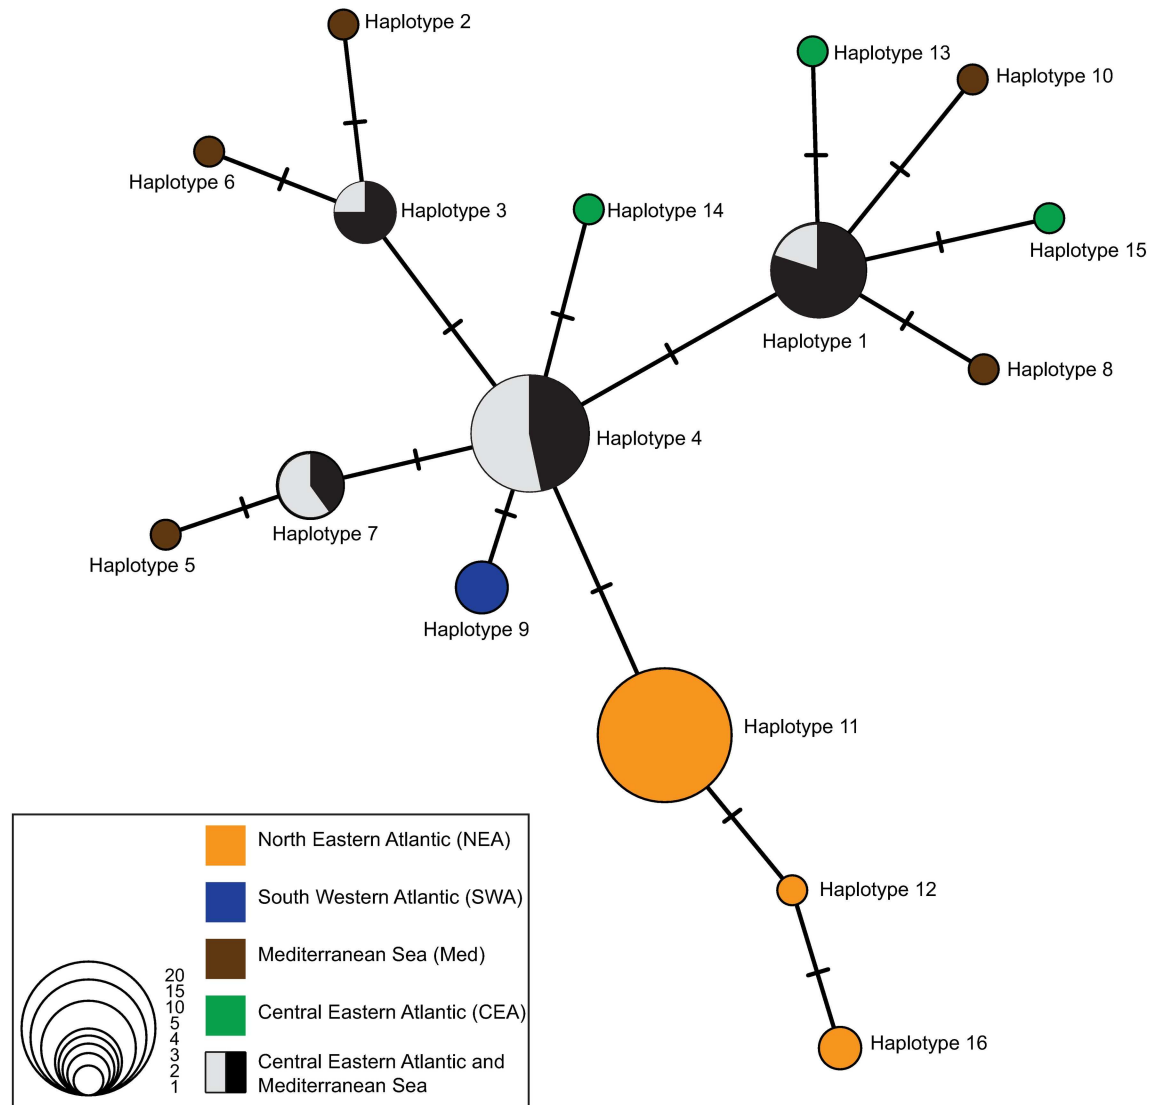 Haplotype 2
Haplotype 13
Haplotype 10
Haplotype 6
Haplotype 3
Haplotype 14
Haplotype 15
Haplotype 1
Haplotype 8
Haplotype 4
Haplotype 7
Haplotype 5
Haplotype 9
Haplotype 11
North Eastern Atlantic (NEA)
Haplotype 12
South Western Atlantic (SWA)
Mediterranean Sea (Med)
20
15
10
5
4
3
2
1
Central Eastern Atlantic (CEA)
Central Eastern Atlantic and
Mediterranean Sea
Haplotype 16